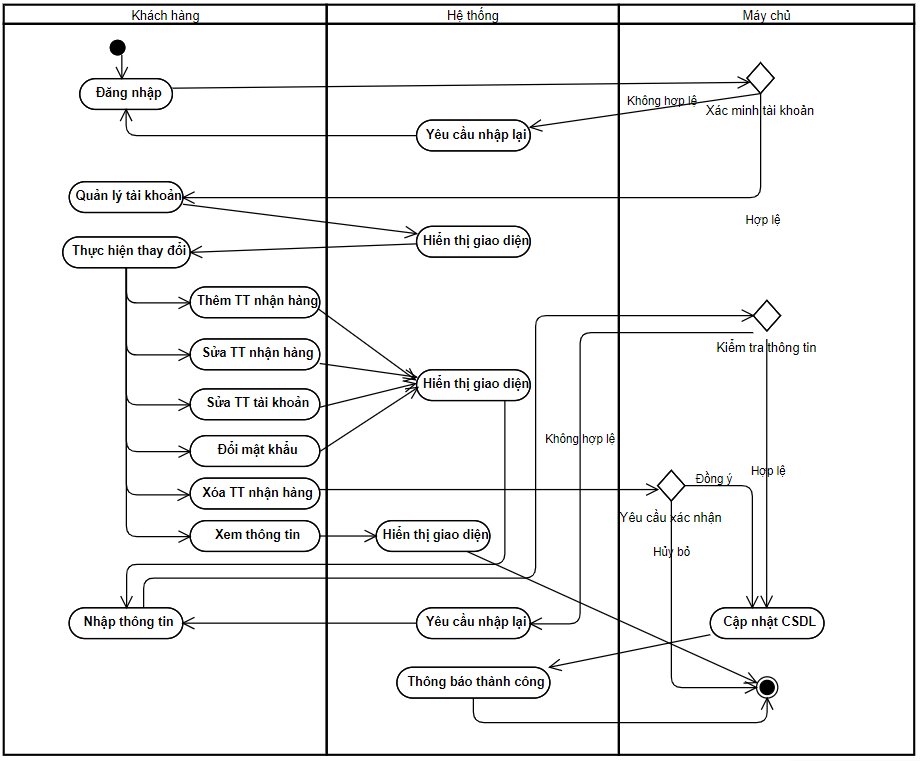 Khách hàng
Hệ thống
Máy chủ
Đăng nhập
Không hợp lệ
Xác minh tài khoản
Yêu cầu nhập lại
Quản lý tài khoản
Hợp lệ
Hiển thị giao diện
Thực hiện thay đổi
Thêm TT nhận hàng
Sửa TT nhận hàng
Kiểm tra thông tin
Hiển thị giao diện
Sửa TT tài khoản
Đổi mật khẩu
Không hợp lệ
Hợp lệ
Đồng ý
Xóa TT nhận hàng
Yêu cầu xác nhận
Xem thông tin
Hiển thị giao diện
Hủy bỏ
Nhập thông tin
Yêu cầu nhập lại
Cập nhật CSDL
Thông báo thành công